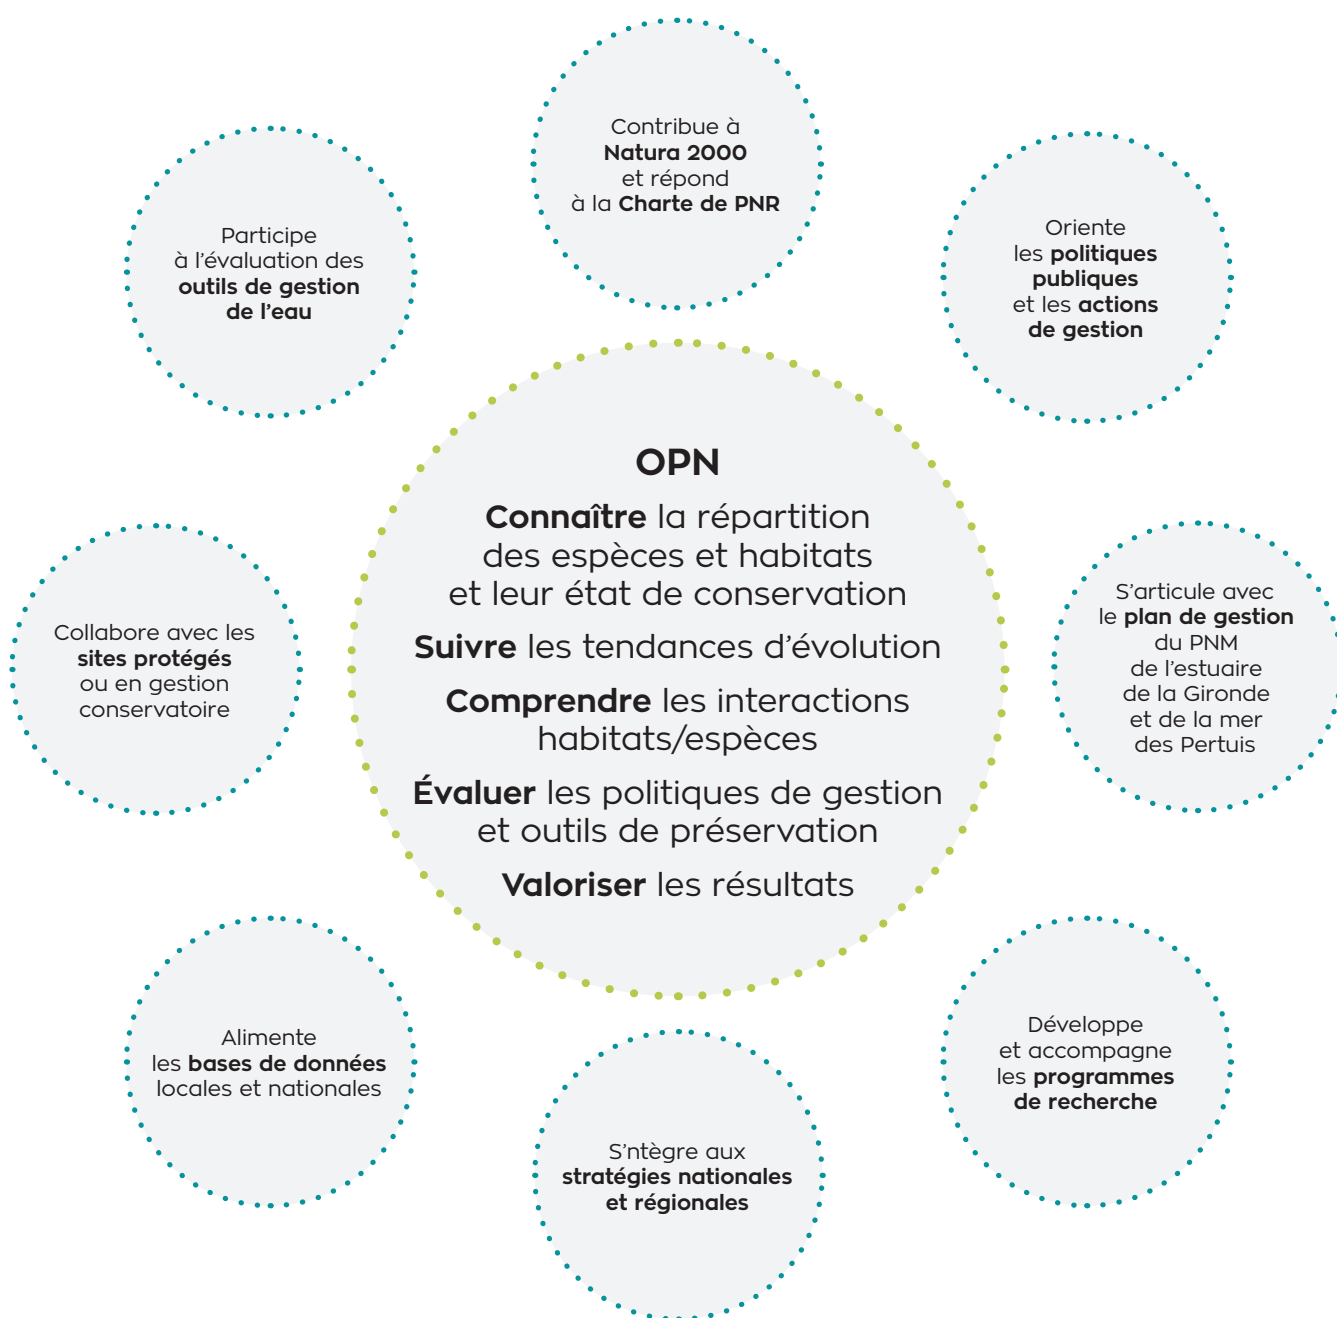 Contribue à
Natura 2000
et répond
à la Charte de PNR
Participe
à l'évaluation des
outils de gestion
de l'eau
Oriente
les politiques
publiques
et les actions
de gestion
OPN
Connaître la répartition
des espèces et habitats
et leur état de conservation
Suivre les tendances d'évolution
Comprendre les interactions
habitats/espèces
Évaluer les politiques de gestion
et outils de préservation
Valoriser les résultats
Collabore avec les
sites protégés
ou en gestion
conservatoire
S'articule avec
le plan de gestion
du PNM
de l'estuaire
de la Gironde
et de la mer
des Pertuis
Alimente
les bases de données
locales et nationales
Développe
et accompagne
les programmes
de recherche
S'ntègre aux
stratégies nationales
et régionales